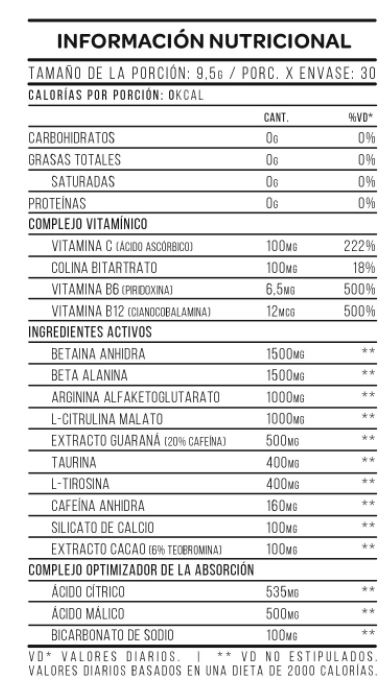 INFORMACIÓN NUTRICIONAL
TAMAÑO DE LA PORCIÓN: 9,5G / PORC. X ENVASE: 30
CALORÍAS POR PORCIÓN: 0KCAL
CANT. %VD*
CARBOHIDRATOS 0G 0%
GRASAS TOTALES 0G 0%
SATURADAS 0G 0%
PROTEÍNAS 0G 0%
COMPLEJO VITAMÍNICO
VITAMINA C (ÁCIDO ASCÓRBICO) 100MG 222%
COLINA BITARTRATO 100MG 18%
VITAMINA B6 (PIRIDOXINA) 6,5MG 500%
VITAMINA B12 (CIANOCOBALAMINA) 12MCG 500%
INGREDIENTES ACTIVOS
BETAINA ANHIDRA 1500MG **
BETA ALANINA 1500MG **
ARGININA ALFAKETOGLUTARATO 1000MG **
L-CITRULINA MALATO 1000MG **
EXTRACTO GUARANÁ (20% CAFEÍNA) 500MG **
TAURINA 400MG **
L-TIROSINA 400MG **
CAFEÍNA ANHIDRA 160MG **
SILICATO DE CALCIO 100MG **
EXTRACTO CACAO (6% TEOBROMINA) 100MG **
COMPLEJO OPTIMIZADOR DE LA ABSORCIÓN
ÁCIDO CÍTRICO 535MG **
ÁCIDO MÁLICO 500MG **
BICARBONATO DE SODIO 100MG **
VD* VALORES DIARIOS. | ** VD NO ESTIPULADOS.
VALORES DIARIOS BASADOS EN UNA DIETA DE 2000 CALORÍAS.